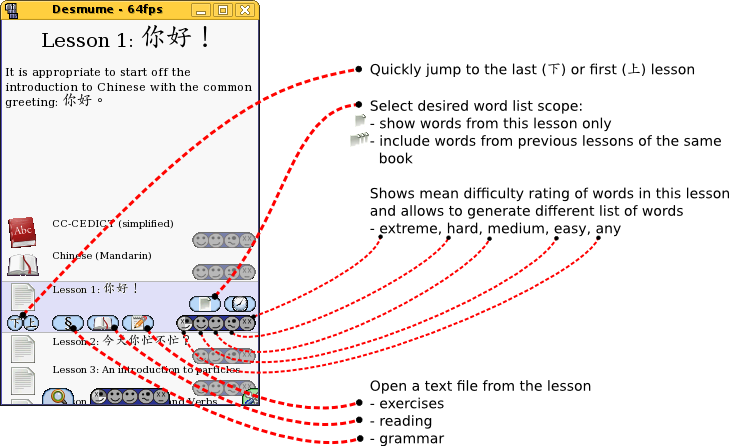 Desmume - 64fps
Lesson 1: 你好！
It is appropriate to start off the
introduction to Chinese with the common
greeting: 你好。
Abc
CC-CEDICT (simplified)
Chinese (Mandarin)
Lesson 1: 你好！
下 上
§
XX
Lesson 2: 今天你忙不忙？
Lesson 3: An introduction to particles
on
nd Verbs
Quickly jump to the last (下) or first (上) lesson
Select desired word list scope:
- show words from this lesson only
- include words from previous lessons of the same
book
Shows mean difficulty rating of words in this lesson
and allows to generate different list of words
- extreme, hard, medium, easy, any
Open a text file from the lesson
- exercises
- reading
- grammar